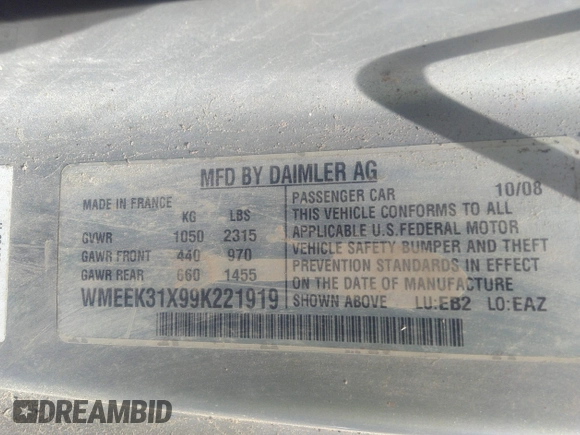 MFD BY DAIMLER AG
MADE IN FRANCE
KG LBS
GVWR 1050 2315
GAWR FRONT 440 970
GAWR REAR 660 1455
WMEEK31X99K221919
PASSENGER CAR 10/08
THIS VEHICLE CONFORMS TO ALL
APPLICABLE U.S.FEDERAL MOTOR
VEHICLE SAFETY BUMPER AND THEFT
PREVENTION STANDARDS IN EFFECT
ON THE DATE OF MANUFACTURE
SHOWN ABOVE LU:EB2 LO:EAZ
DREAMBID